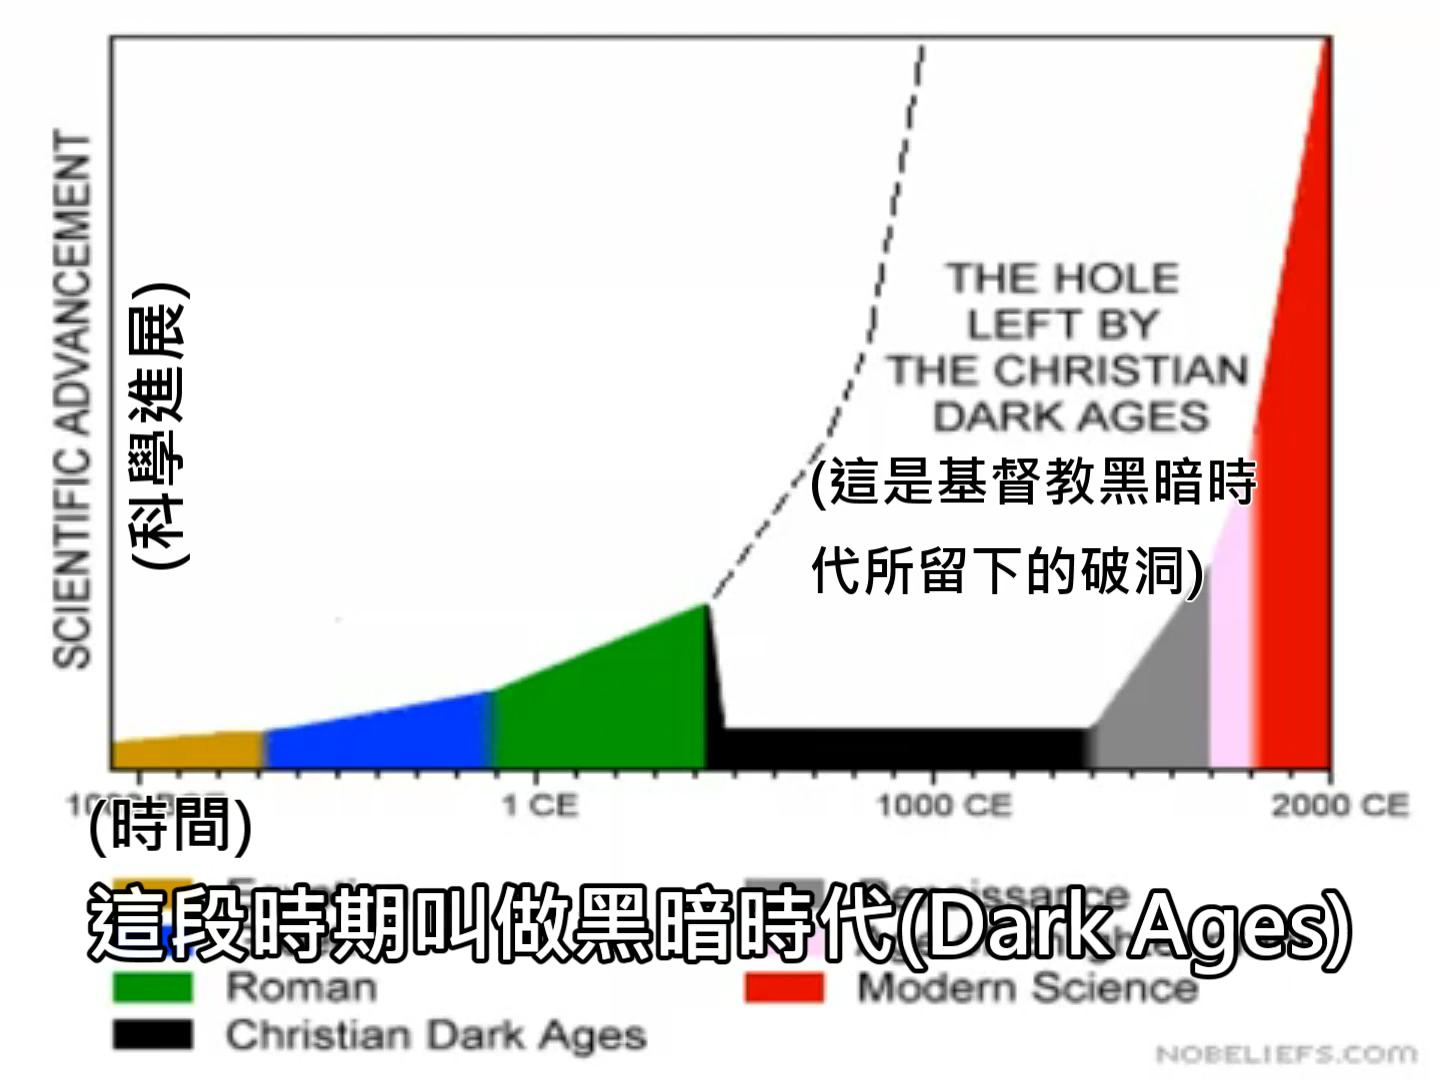 SCIENTIFIC ADVANCEMENT
(科學進展)
THE HOLE
LEFT BY
THE CHRISTIAN
DARK AGES
(這是基督教黑暗時
代所留下的破洞)
1 CE
1000 CE
2000 CE
(時間)
Renaissance
這段時期叫做黑暗時代(Dark Ages)
Roman
Modern Science
Christian Dark Ages
NOBELIEFS.COM